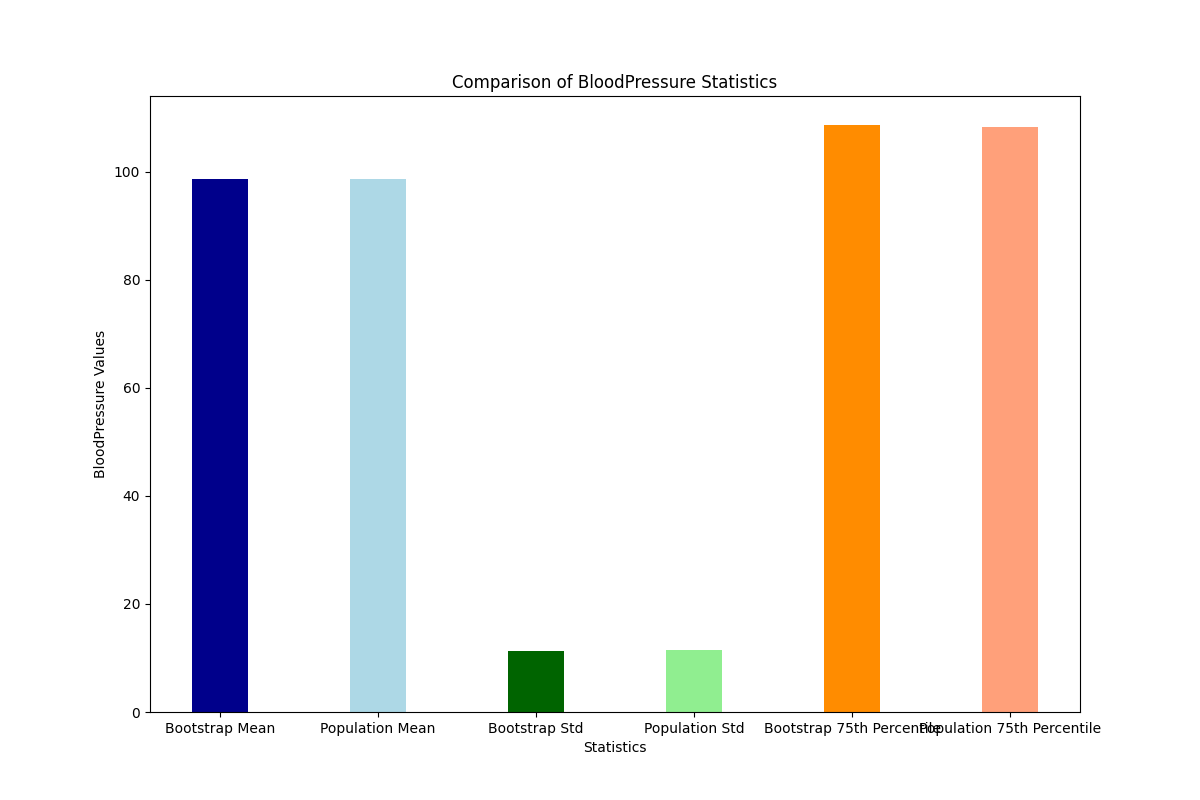 Comparison of BloodPressure Statistics
BloodPressure Values
100
80
60
40
20
0
Bootstrap Mean
Population Mean
Bootstrap Std
Population Std
Bootstrap 75th Percentile
Population 75th Percentile
Statistics